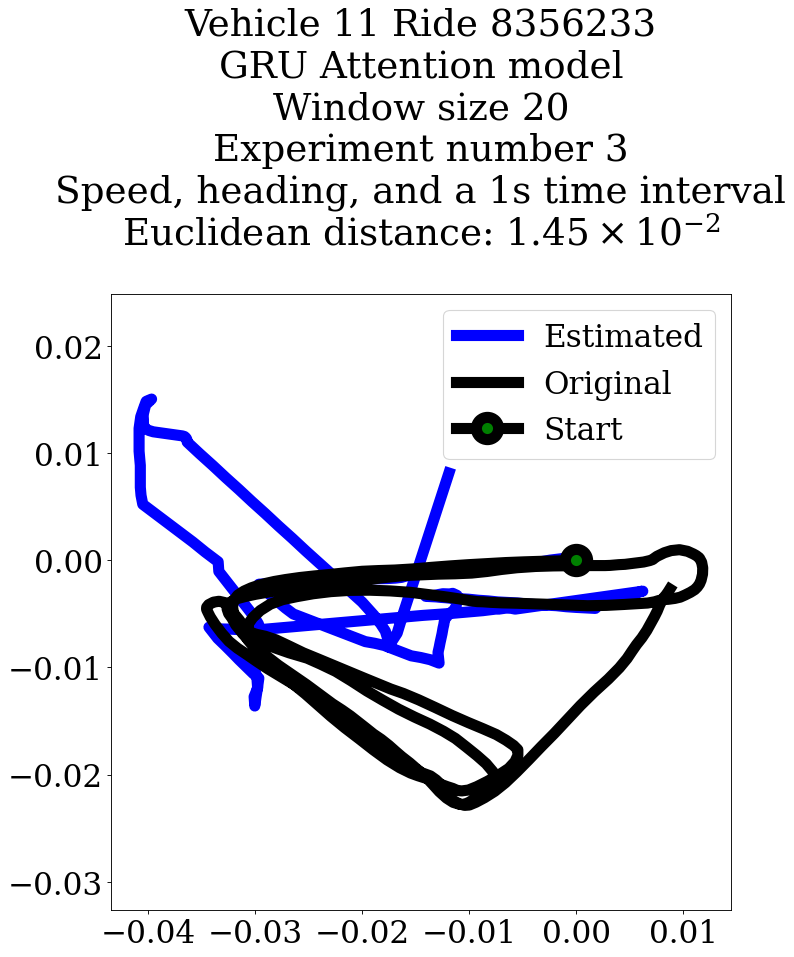 Vehicle 11 Ride 8356233
GRU Attention model
Window size 20
Experiment number 3
Speed, heading, and a 1s time interval
Euclidean distance: 1.45 × 10⁻²
Estimated
Original
Start
0.02
0.01
0.00
−0.01
−0.02
−0.03
−0.04 −0.03 −0.02 −0.01 0.00 0.01